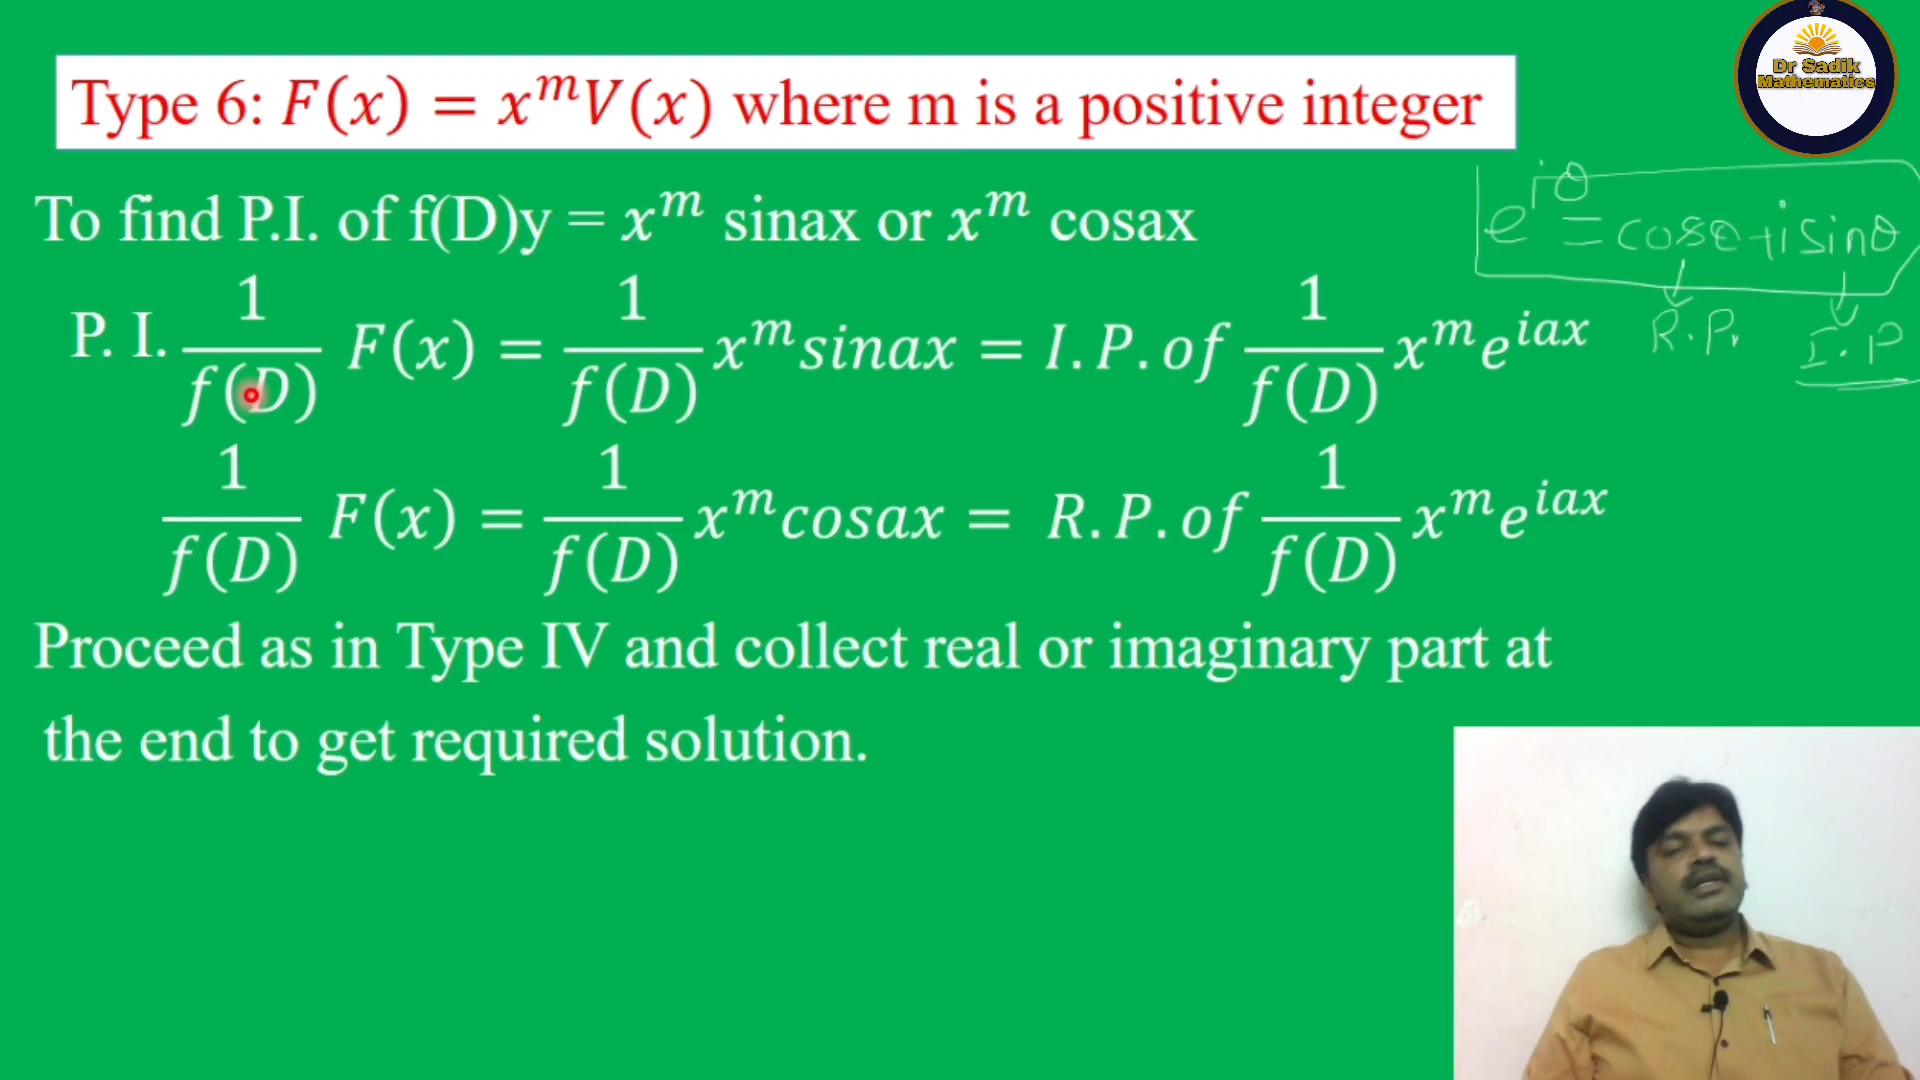 Dr Sadik
Mathematics
Type 6: F(x) = x^m V(x) where m is a positive integer
e^{iθ} = cosθ + i sinθ
R.P.
I.P
To find P.I. of f(D)y = x^m sinax or x^m cosax
P. I. 1/f(D) F(x) = 1/f(D) x^m sinax = I.P.of 1/f(D) x^m e^{iax}
1/f(D) F(x) = 1/f(D) x^m cosax = R.P.of 1/f(D) x^m e^{iax}
Proceed as in Type IV and collect real or imaginary part at
the end to get required solution.